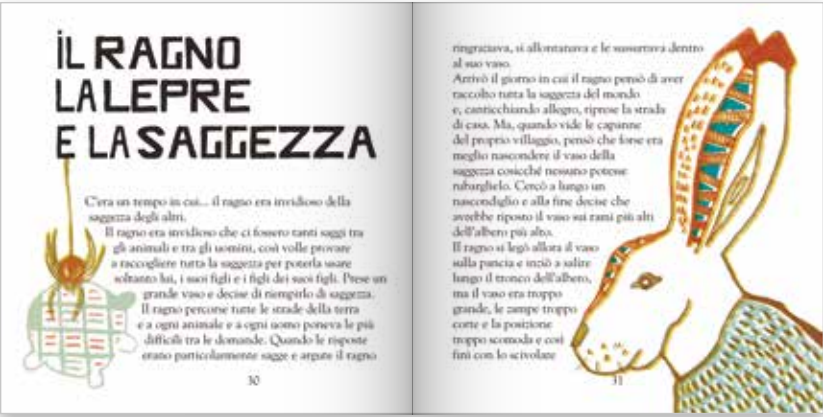 IL RAGNO
LA LEPRE
E LA SAGGEZZA
C'era un tempo in cui... il ragno era invidioso della
saggezza degli altri.
Il ragno era invidioso che ci fossero tanti saggi tra
gli animali e tra gli uomini, così volle provare
a raccogliere tutta la saggezza per poterla usare
soltanto lui, i suoi figli e i figli dei suoi figli. Prese un
grande vaso e decise di riempirlo di saggezza.
Il ragno percorse tutte le strade della terra
e a ogni animale e a ogni uomo poneva le più
difficili tra le domande. Quando le risposte
erano particolarmente sagge e argute il ragno
30
ringraziava, si allontanava e le sussurrava dentro
al suo vaso.
Arrivò il giorno in cui il ragno pensò di aver
raccolto tutta la saggezza del mondo
e, canticchiando allegro, riprese la strada
di casa. Ma, quando vide le capanne
del proprio villaggio, pensò che forse era
meglio nascondere il vaso della
saggezza cosicché nessuno potesse
rubarglielo. Cercò a lungo un
nascondiglio e alla fine decise che
avrebbe riposto il vaso sui rami più alti
dell'albero più alto.
Il ragno si legò allora il vaso
sulla pancia e iniziò a salire
lungo il tronco dell'albero,
ma il vaso era troppo
grande, le zampe troppo
corte e la posizione
troppo scomoda e così
finì con lo scivolare
31